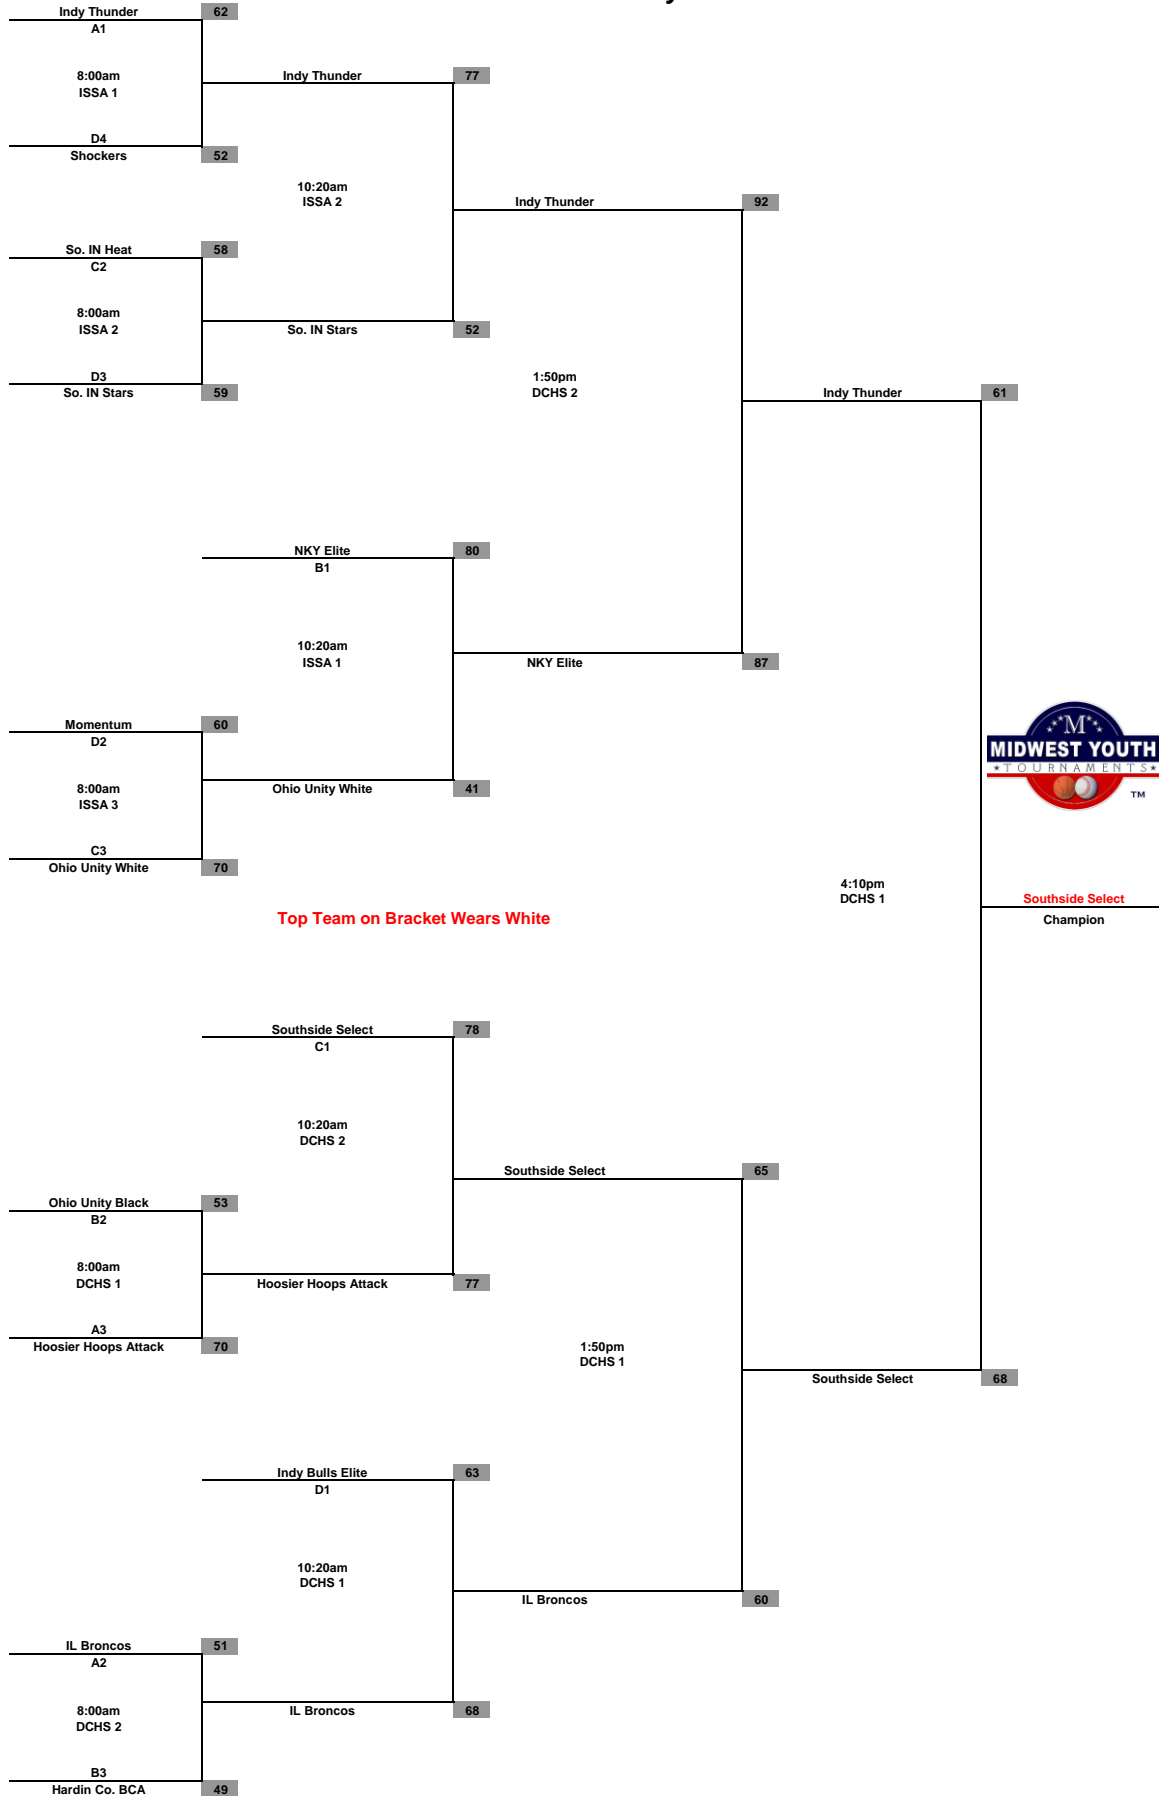 Indy Thunder 62
A1
8:00am
ISSA 1
D4
Shockers 52
Indy Thunder 77
10:20am
ISSA 2
So. IN Heat 58
C2
8:00am
ISSA 2
D3
So. IN Stars 59
So. IN Stars 52
Indy Thunder 92
1:50pm
DCHS 2
Indy Thunder 61
NKY Elite 80
B1
10:20am
ISSA 1
NKY Elite 87
Momentum 60
D2
8:00am
ISSA 3
C3
Ohio Unity White 70
Ohio Unity White 41
M
MIDWEST YOUTH
TOURNAMENTS
TM
4:10pm
DCHS 1
Southside Select
Champion
Top Team on Bracket Wears White
Southside Select 78
C1
10:20am
DCHS 2
Southside Select 65
Ohio Unity Black 53
B2
8:00am
DCHS 1
A3
Hoosier Hoops Attack 70
Hoosier Hoops Attack 77
1:50pm
DCHS 1
Southside Select 68
Indy Bulls Elite 63
D1
10:20am
DCHS 1
IL Broncos 60
IL Broncos 51
A2
8:00am
DCHS 2
B3
Hardin Co. BCA 49
IL Broncos 68